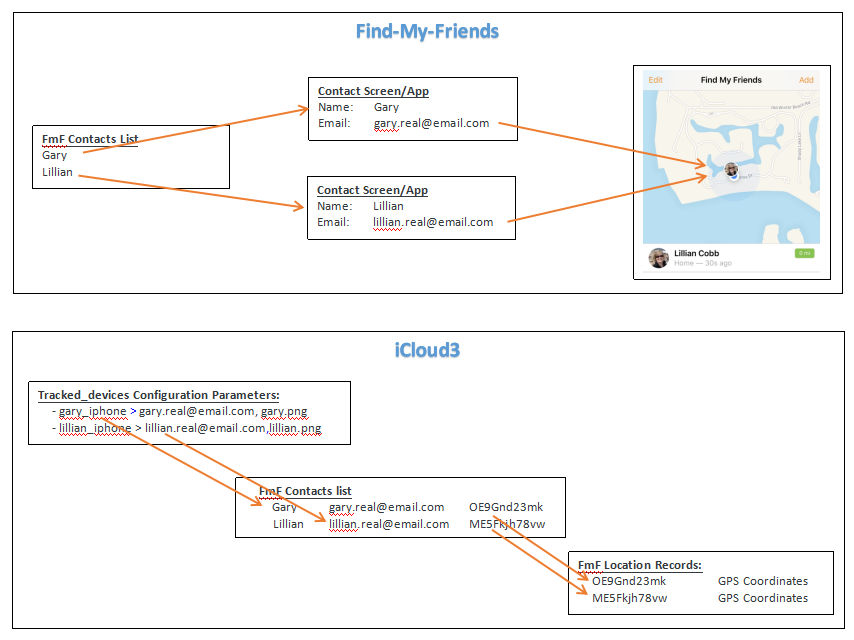 Find-My-Friends
FmF Contacts List
Gary
Lillian
Contact Screen/App
Name: Gary
Email: gary.real@email.com
Contact Screen/App
Name: Lillian
Email: lillian.real@email.com
Edit Find My Friends Add
Lillian Cobb
Home — 30s ago
0 mi
iCloud3
Tracked_devices Configuration Parameters:
- gary_iphone > gary.real@email.com, gary.png
- lillian_iphone > lillian.real@email.com,lillian.png
FmF Contacts list
Gary gary.real@email.com OE9Gnd23mk
Lillian lillian.real@email.com ME5Fkjh78vw
FmF Location Records:
OE9Gnd23mk GPS Coordinates
ME5Fkjh78vw GPS Coordinates